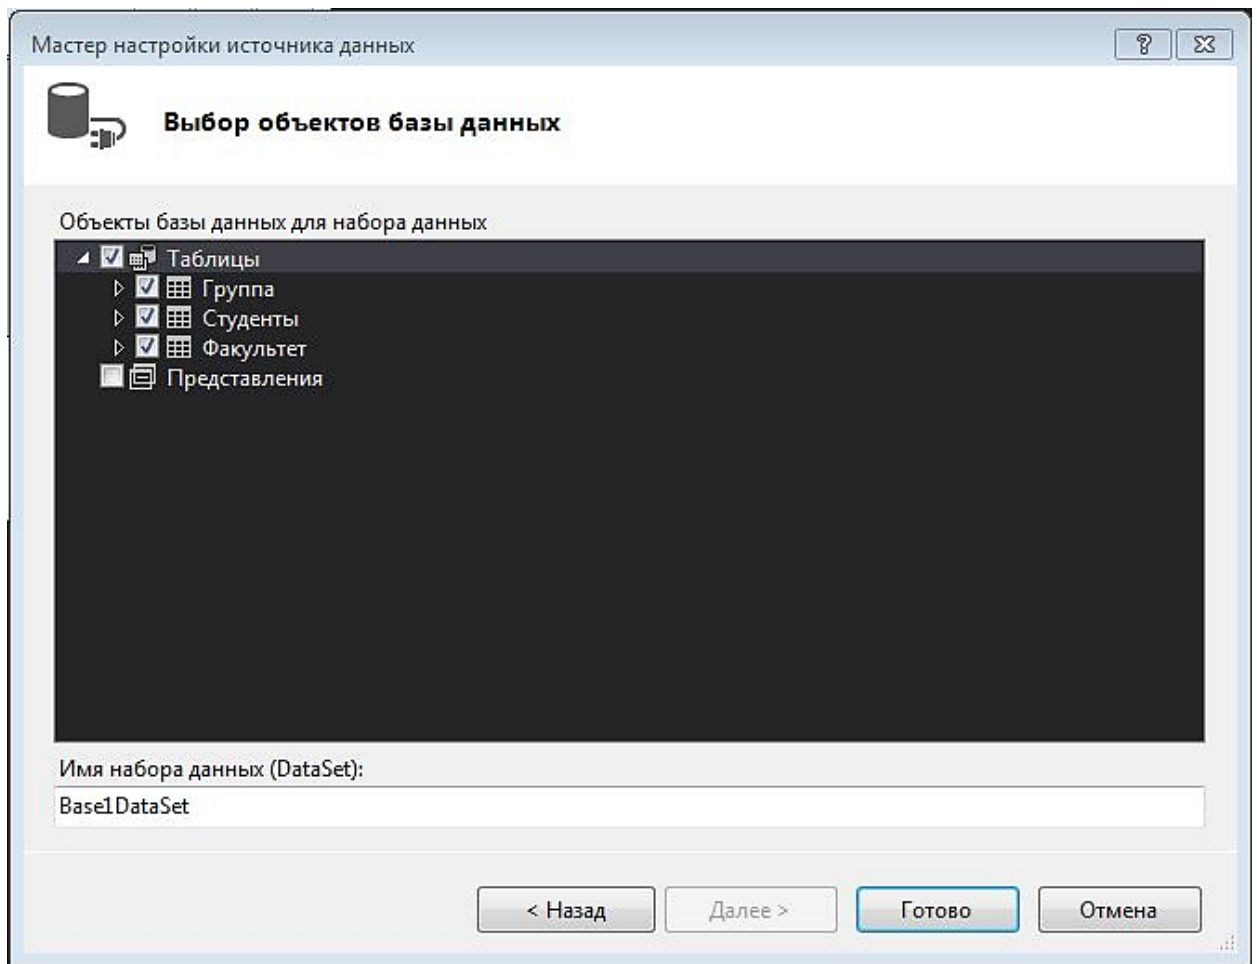 Мастер настройки источника данных
Выбор объектов базы данных
Объекты базы данных для набора данных
Таблицы
Группа
Студенты
Факультет
Представления
Имя набора данных (DataSet):
Base1DataSet
< Назад Далее > Готово Отмена